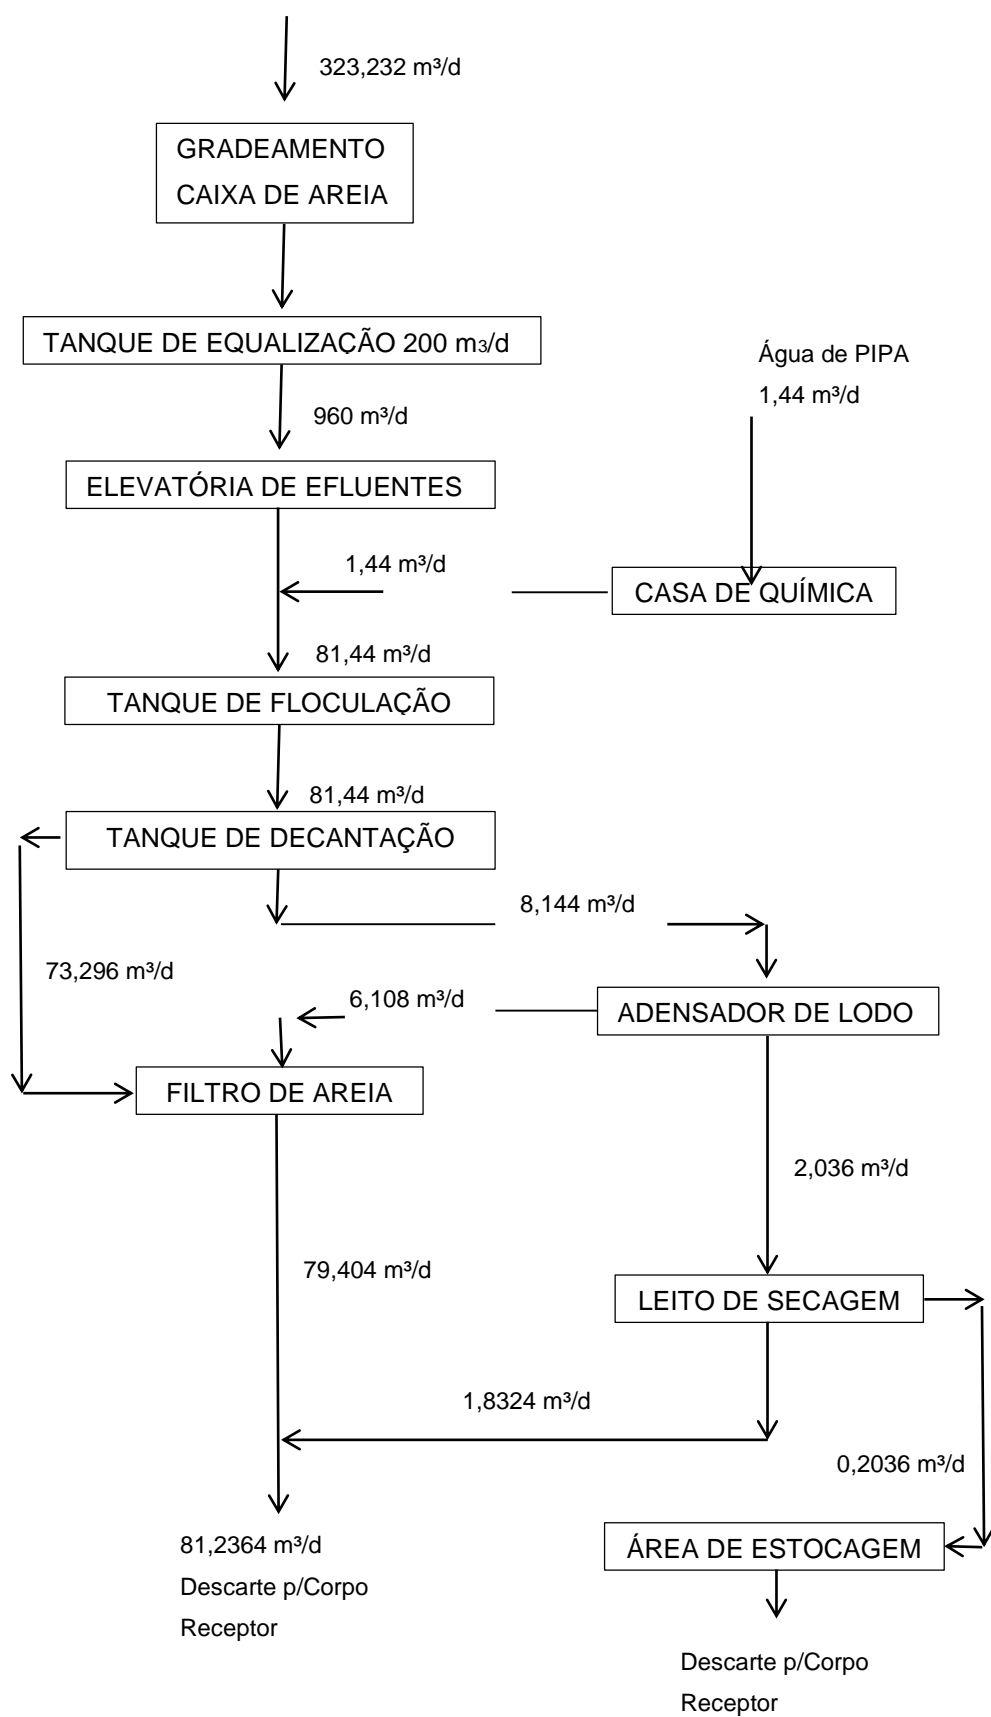 323,232 m³/d
GRADEAMENTO
CAIXA DE AREIA
TANQUE DE EQUALIZAÇÃO 200 m3/d
Água de PIPA
1,44 m³/d
960 m³/d
ELEVATÓRIA DE EFLUENTES
1,44 m³/d
CASA DE QUÍMICA
81,44 m³/d
TANQUE DE FLOCULAÇÃO
81,44 m³/d
TANQUE DE DECANTAÇÃO
8,144 m³/d
73,296 m³/d
6,108 m³/d
ADENSADOR DE LODO
FILTRO DE AREIA
2,036 m³/d
79,404 m³/d
LEITO DE SECAGEM
1,8324 m³/d
0,2036 m³/d
81,2364 m³/d
Descarte p/Corpo
Receptor
ÁREA DE ESTOCAGEM
Descarte p/Corpo
Receptor